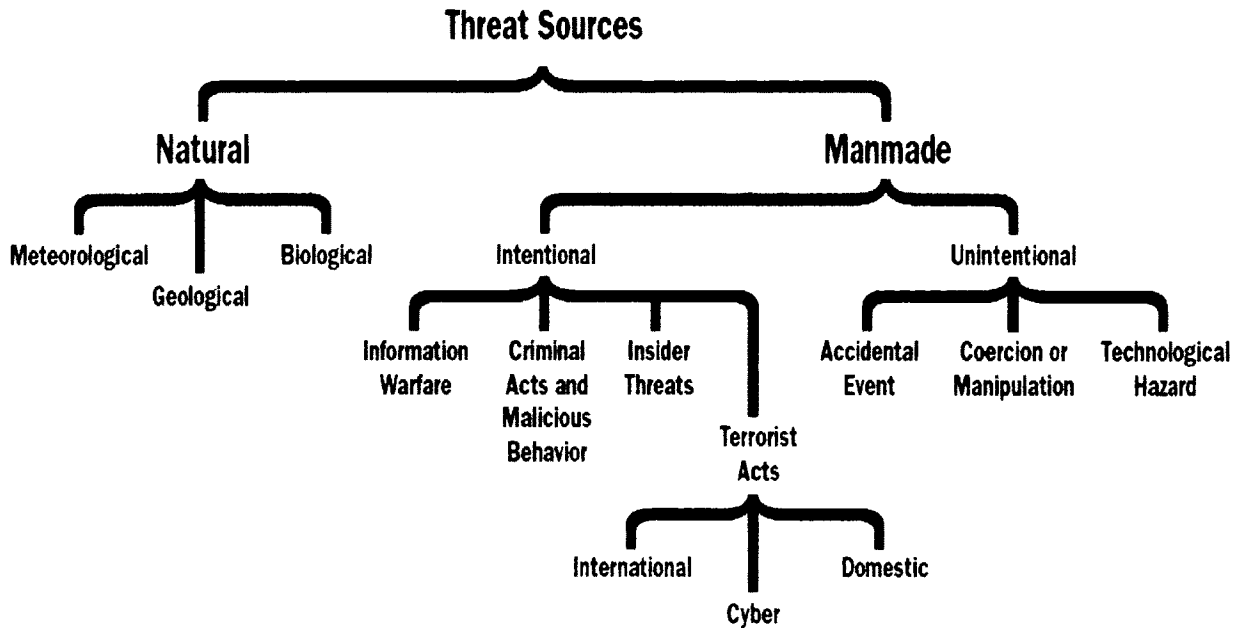 Threat Sources
Natural
Manmade
Meteorological
Geological
Biological
Intentional
Unintentional
Information
Warfare
Criminal
Acts and
Malicious
Behavior
Insider
Threats
Terrorist
Acts
Accidental
Event
Coercion or
Manipulation
Technological
Hazard
International
Cyber
Domestic